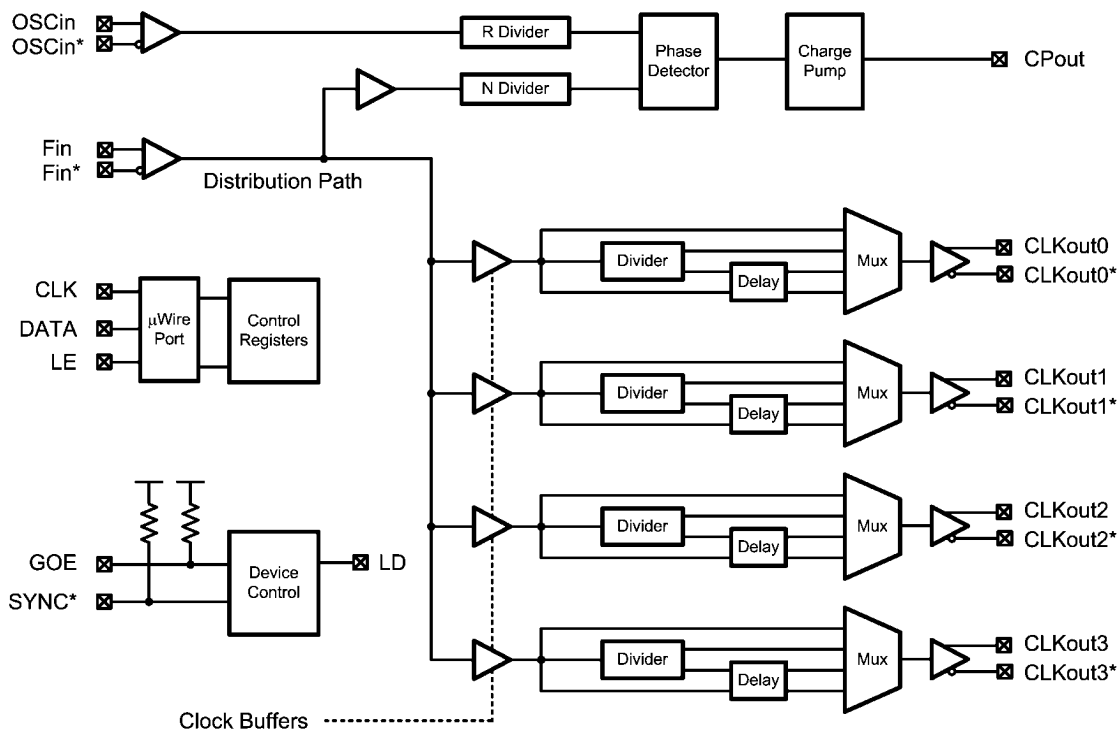 OSCin
OSCin*
R Divider
N Divider
Phase
Detector
Charge
Pump
CPout
Fin
Fin*
Distribution Path
CLK
DATA
LE
μWire
Port
Control
Registers
Divider
Delay
Mux
CLKout0
CLKout0*
Divider
Delay
Mux
CLKout1
CLKout1*
Divider
Delay
Mux
CLKout2
CLKout2*
GOE
SYNC*
Device
Control
LD
Divider
Delay
Mux
CLKout3
CLKout3*
Clock Buffers